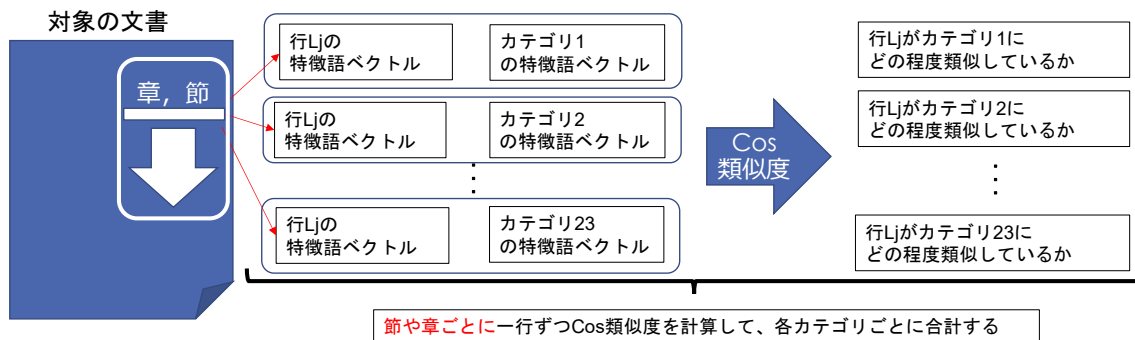 対象の文書
章, 節
行Ljの
特徴語ベクトル
カテゴリ1
の特徴語ベクトル
行Ljの
特徴語ベクトル
カテゴリ2
の特徴語ベクトル
⋮
行Ljの
特徴語ベクトル
カテゴリ23
の特徴語ベクトル
Cos
類似度
行Ljがカテゴリ1に
どの程度類似しているか
行Ljがカテゴリ2に
どの程度類似しているか
⋮
行Ljがカテゴリ23に
どの程度類似しているか
節や章ごとに一行ずつCos類似度を計算して、各カテゴリごとに合計する